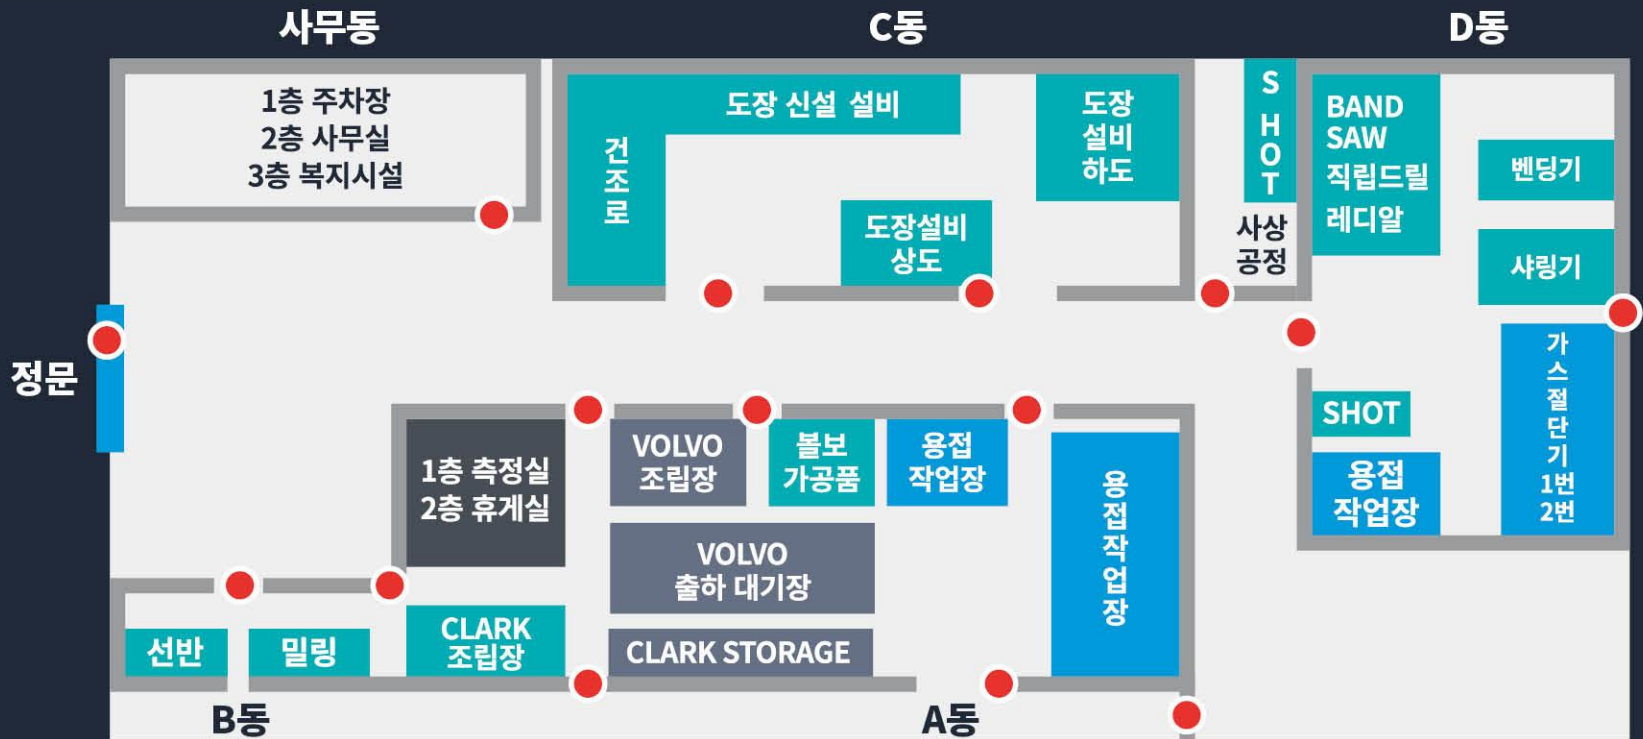 사무동
C동
D동
1층 주차장
2층 사무실
3층 복지시설
건조로
도장 신설 설비
도장
설비
하도
도장설비
상도
S HOT
사상
공정
BAND
SAW
직립드릴
레디알
벤딩기
샤링기
정문
가스절단기
1번
2번
SHOT
용접
작업장
1층 측정실
2층 휴게실
VOLVO
조립장
볼보
가공품
용접
작업장
용접작업장
VOLVO
출하 대기장
선반
밀링
CLARK
조립장
CLARK STORAGE
B동
A동